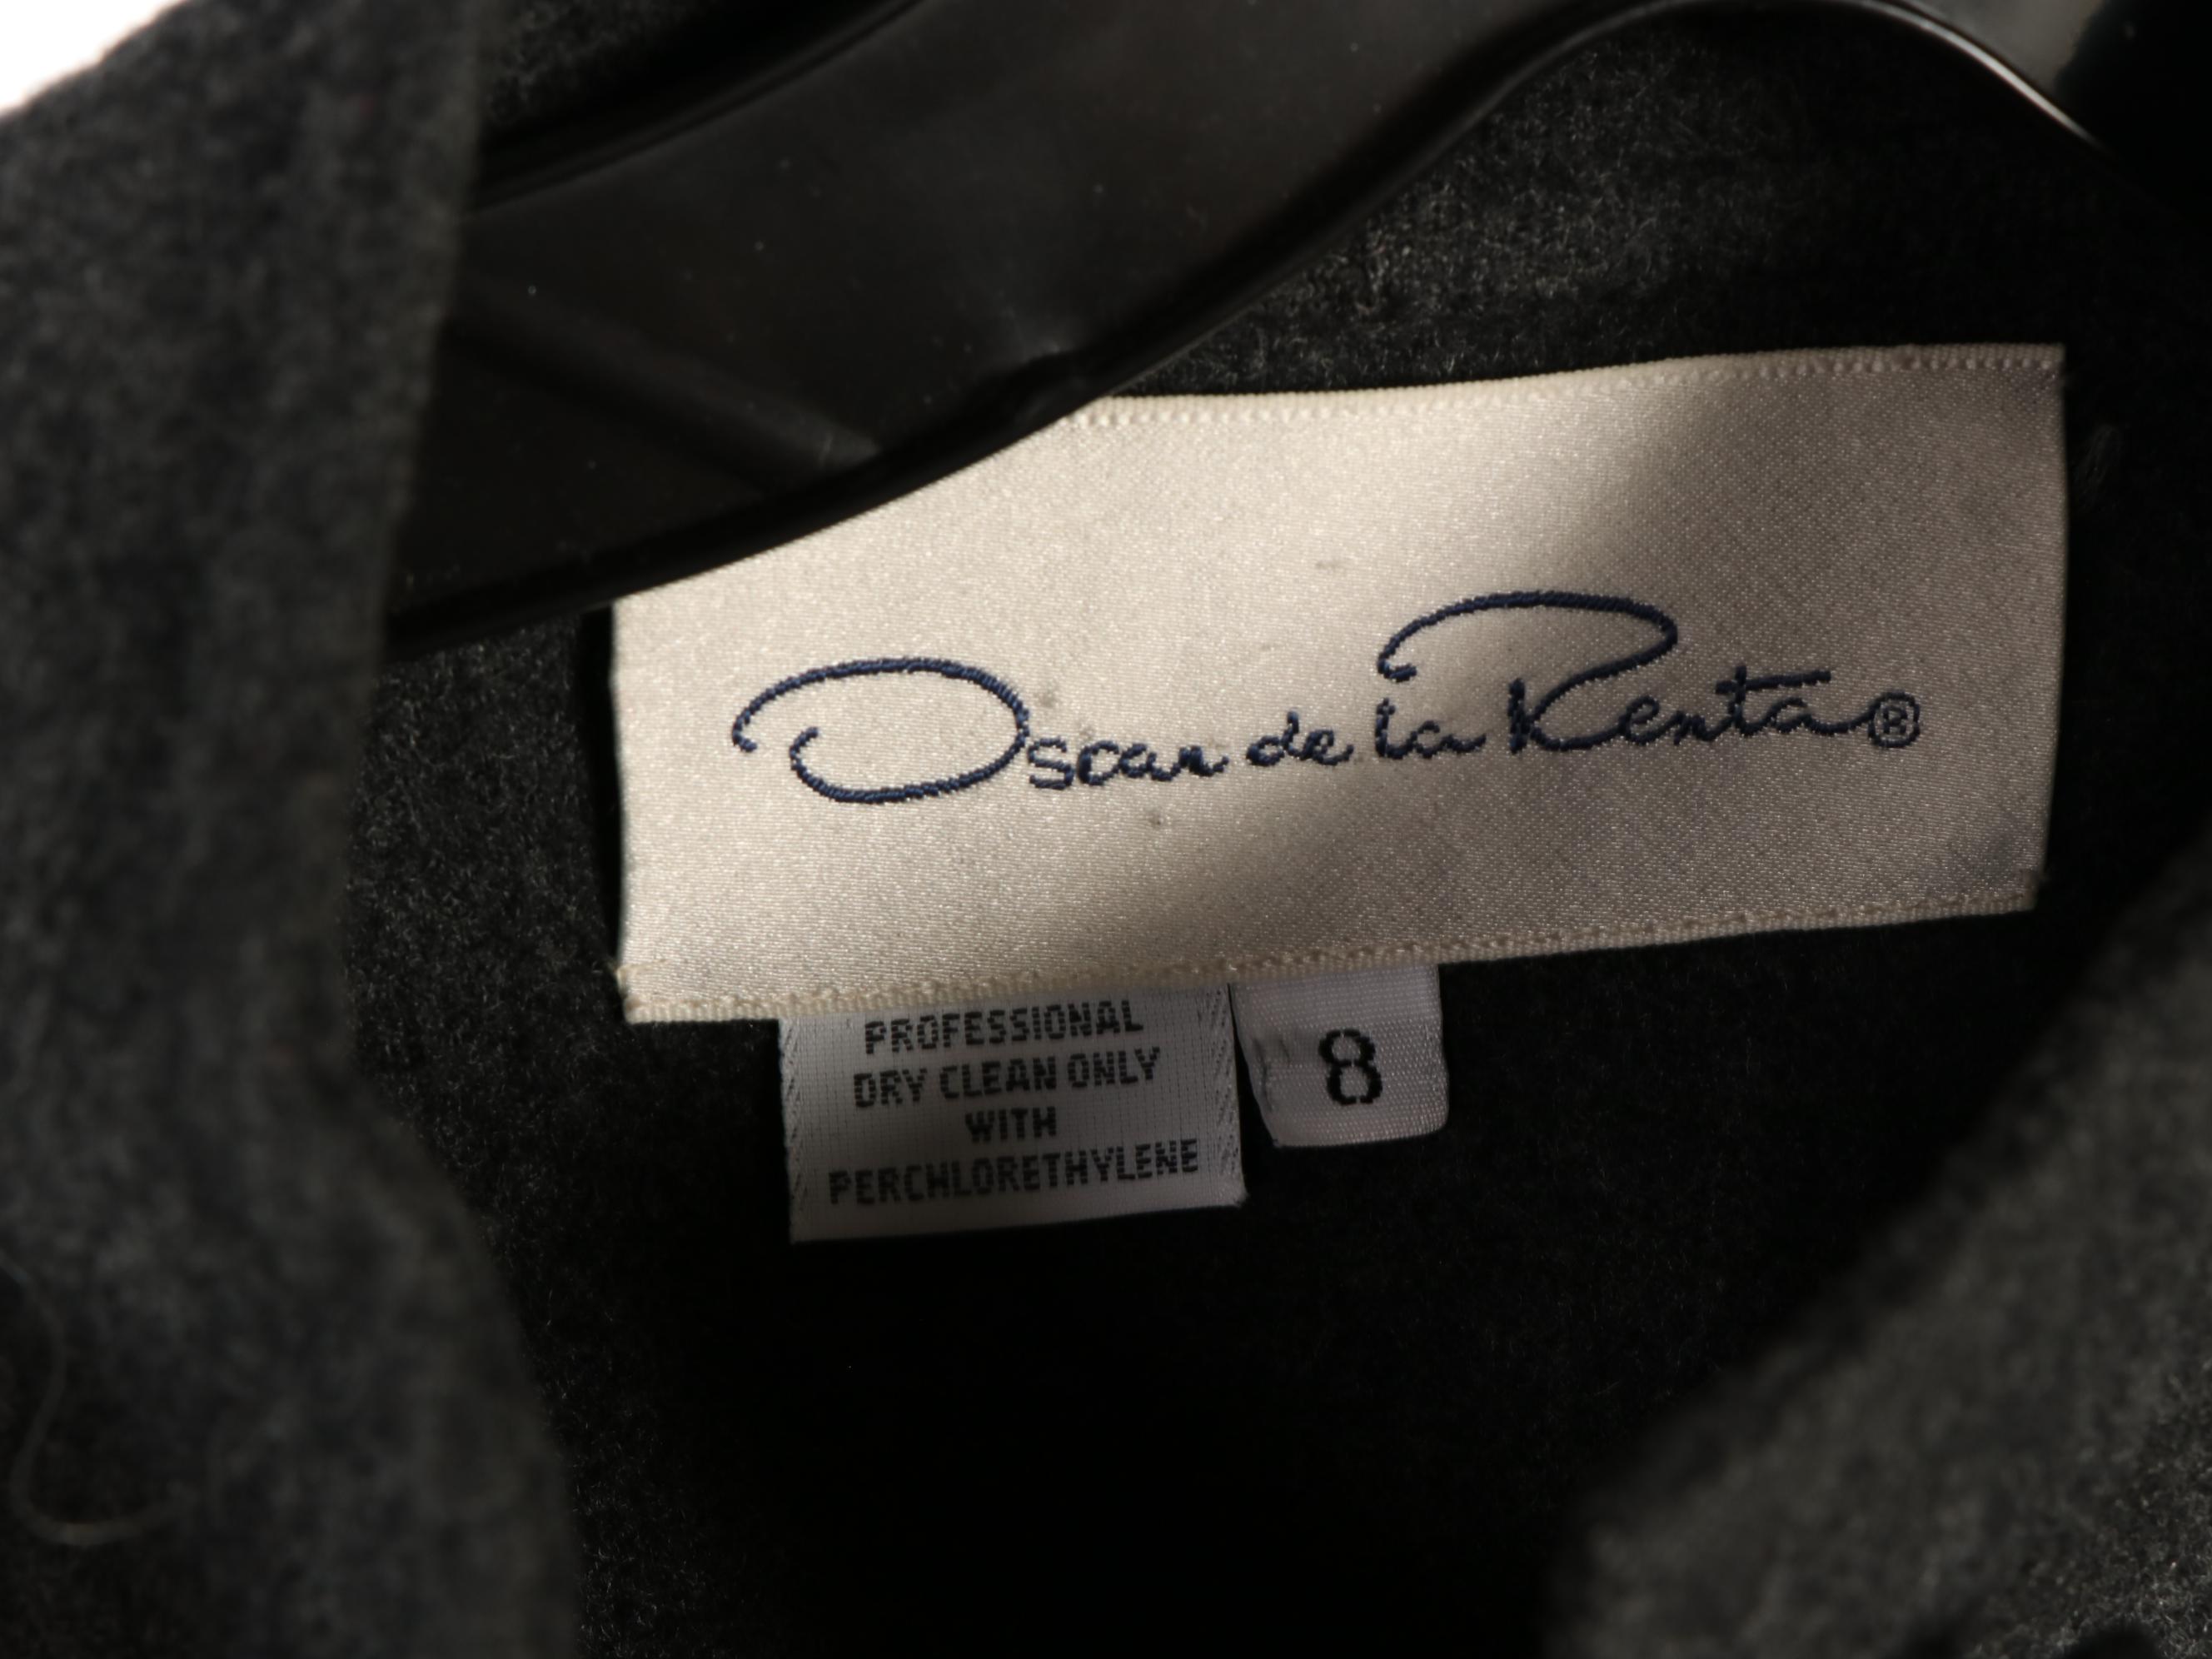 Oscar de la Renta®
PROFESSIONAL
DRY CLEAN ONLY
WITH
PERCHLORETHYLENE
8